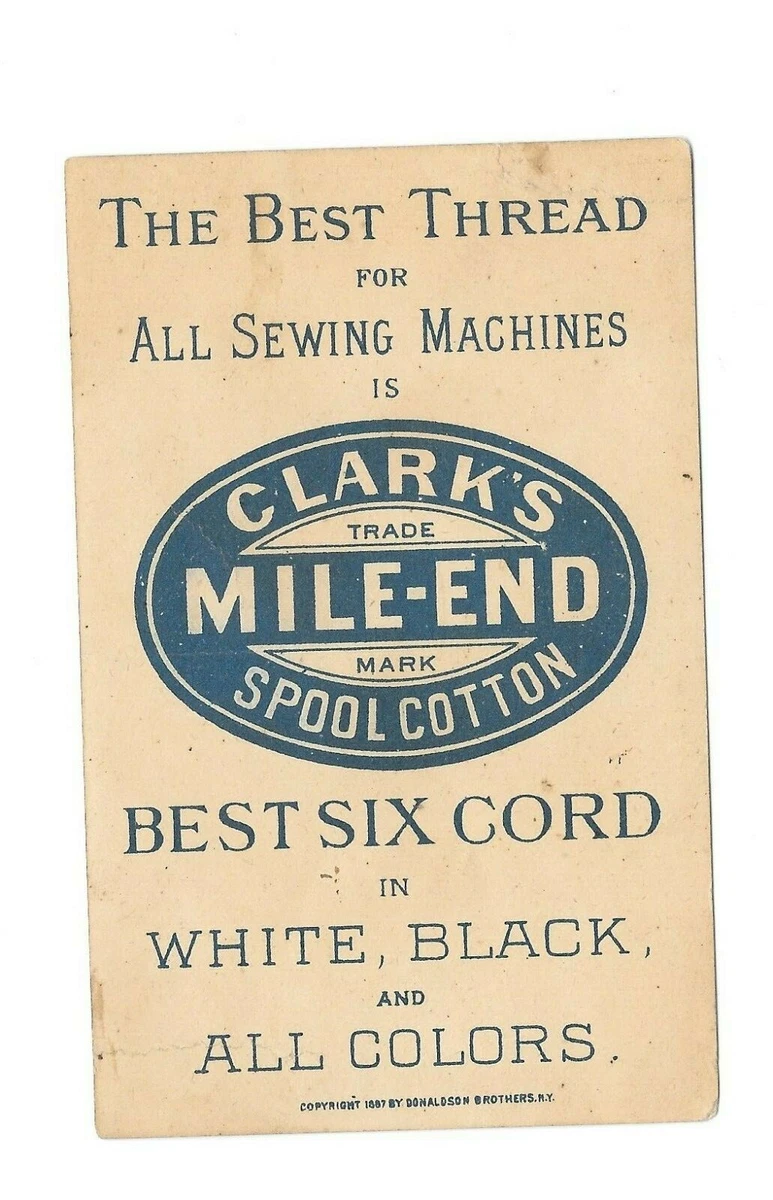 THE BEST THREAD
FOR
ALL SEWING MACHINES
IS
CLARK'S
TRADE
MILE-END
MARK
SPOOL COTTON
BEST SIX CORD
IN
WHITE, BLACK,
AND
ALL COLORS.
COPYRIGHT 1887 BY DONALDSON BROTHERS. N.Y.